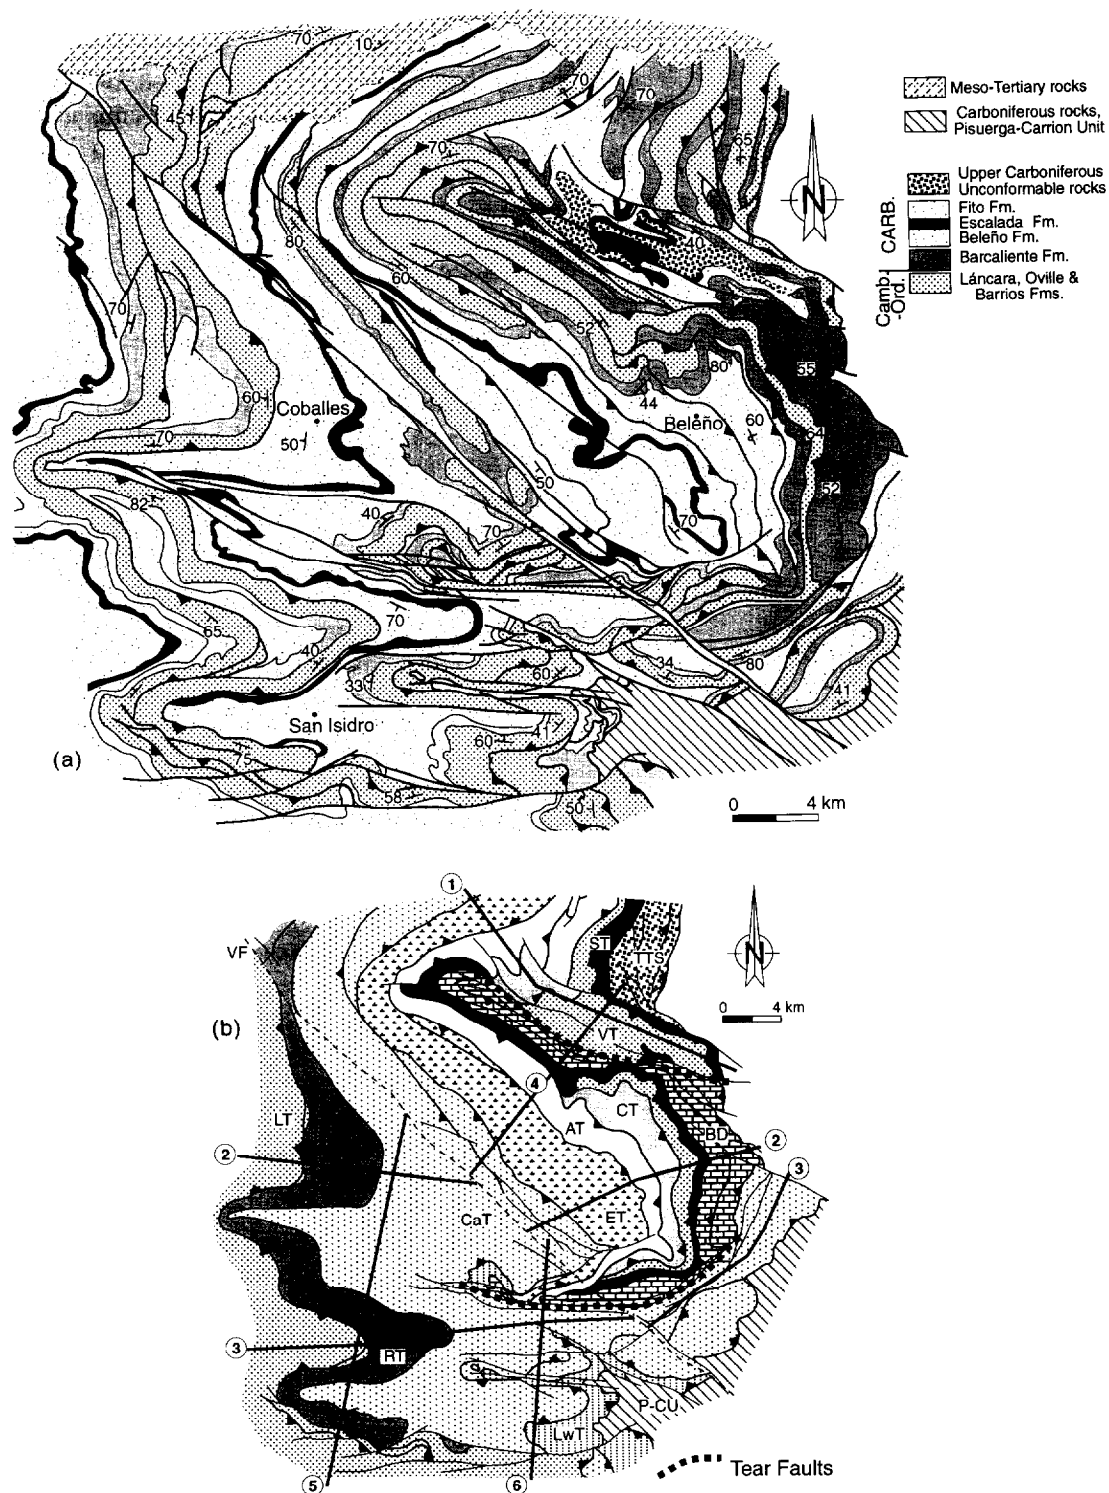 70
10
45
70
70
65
70
80
40
60
70
52
55
80
44
60
Coballes
Beleño
60
50
64
70
52
50
82
40
70
70
65
70
40
34
80
33
60
41
San Isidro
41
60
75
58
50
(a)
0 4 km
N
Meso-Tertiary rocks
Carboniferous rocks,
Pisuerga-Carrion Unit
CARB.
Upper Carboniferous
Unconformable rocks
Fito Fm.
Escalada Fm.
Beleño Fm.
Barcaliente Fm.
Camb.
-Ord.
Láncara, Oville &
Barrios Fms.
1
VF
ST
TTS
N
0 4 km
(b)
VT
4
LT
CT
AT
BD
2
2
3
CaT
ET
3
RT
P-CU
LwT
5
6
Tear Faults